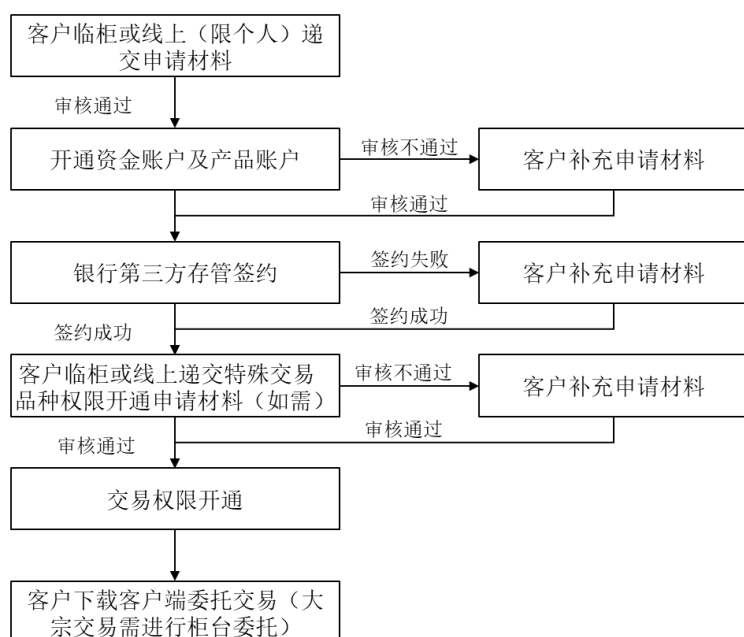 客户临柜或线上（限个人）递
交申请材料
审核通过
开通资金账户及产品账户
审核不通过
客户补充申请材料
审核通过
银行第三方存管签约
签约失败
客户补充申请材料
签约成功
签约成功
客户临柜或线上递交特殊交易
品种权限开通申请材料（如需）
审核不通过
客户补充申请材料
审核通过
审核通过
交易权限开通
客户下载客户端委托交易（大
宗交易需进行柜台委托）